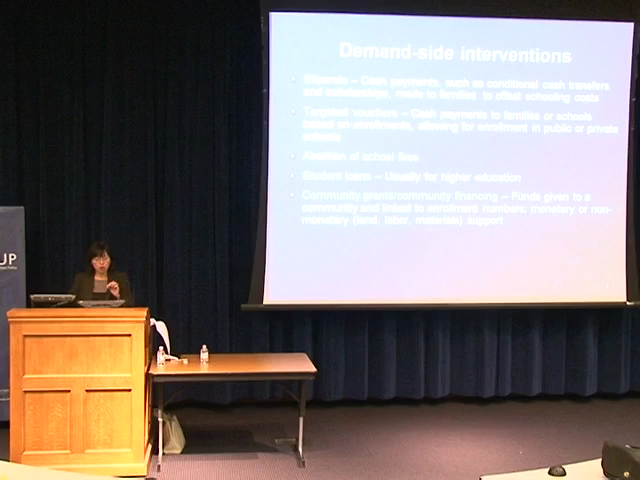 Demand-side interventions
• Stipends – Cash payments, such as conditional cash transfers
and scholarships, made to families to offset schooling costs
• Targeted vouchers – Cash payments to families or schools
based on enrollments, allowing for enrollment in public or private
schools
• Abolition of school fees
• Student loans – Usually for higher education
• Community grants/community financing – Funds given to a
community and linked to enrollment numbers; monetary or non-
monetary (land, labor, materials) support
UP